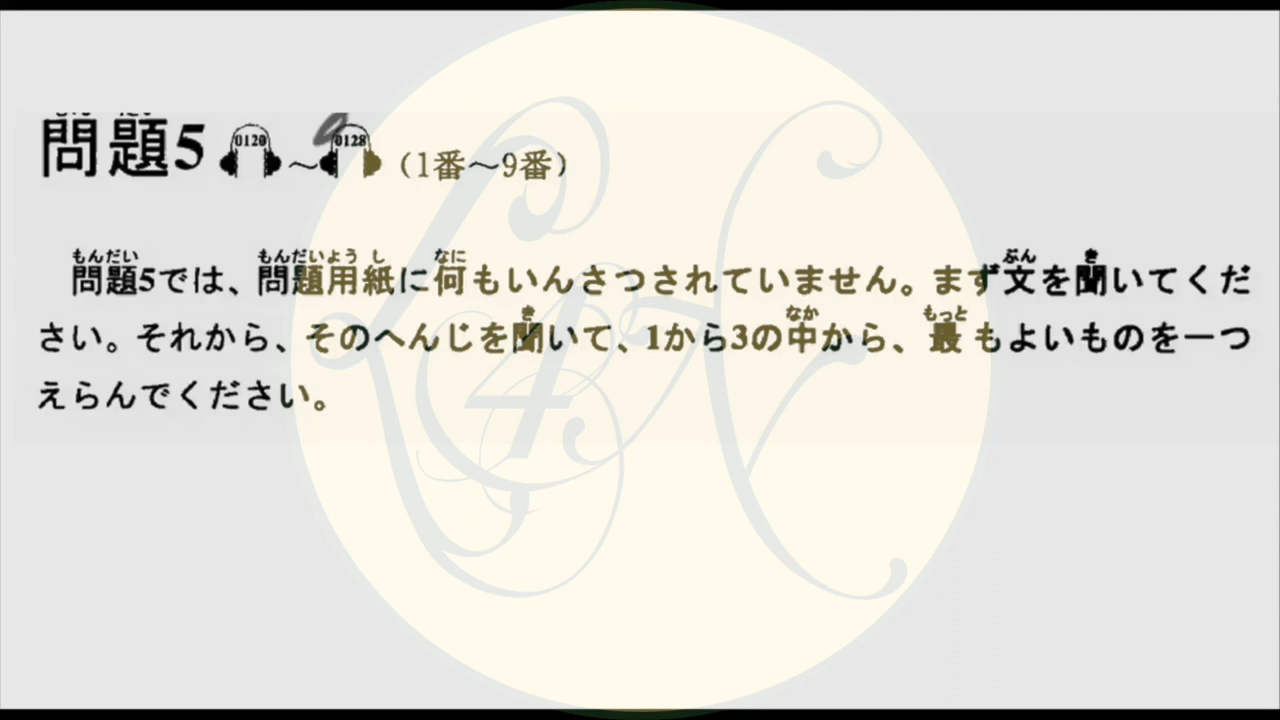 問題5 0120～0128（1番～9番）
問題5では、問題用紙に何もいんさつされていません。まず文を聞いてくだ
さい。それから、そのへんじを聞いて、1から3の中から、最もよいものを一つ
えらんでください。
L4H